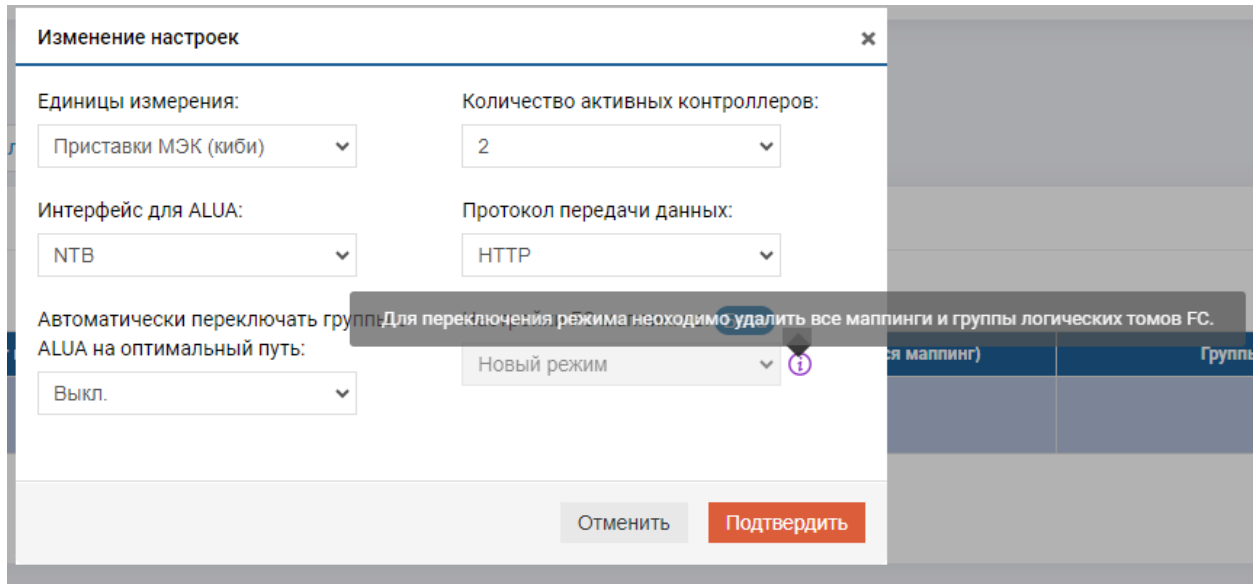 Изменение настроек ×
Единицы измерения:
Количество активных контроллеров:
Приставки МЭК (киби)
2
Интерфейс для ALUA:
Протокол передачи данных:
NTB
HTTP
Автоматически переключать группы
ALUA на оптимальный путь:
Для переключения режима неоходимо удалить все маппинги и группы логических томов FC.
Новый режим
Выкл.
маппинг)
Отменить
Подтвердить